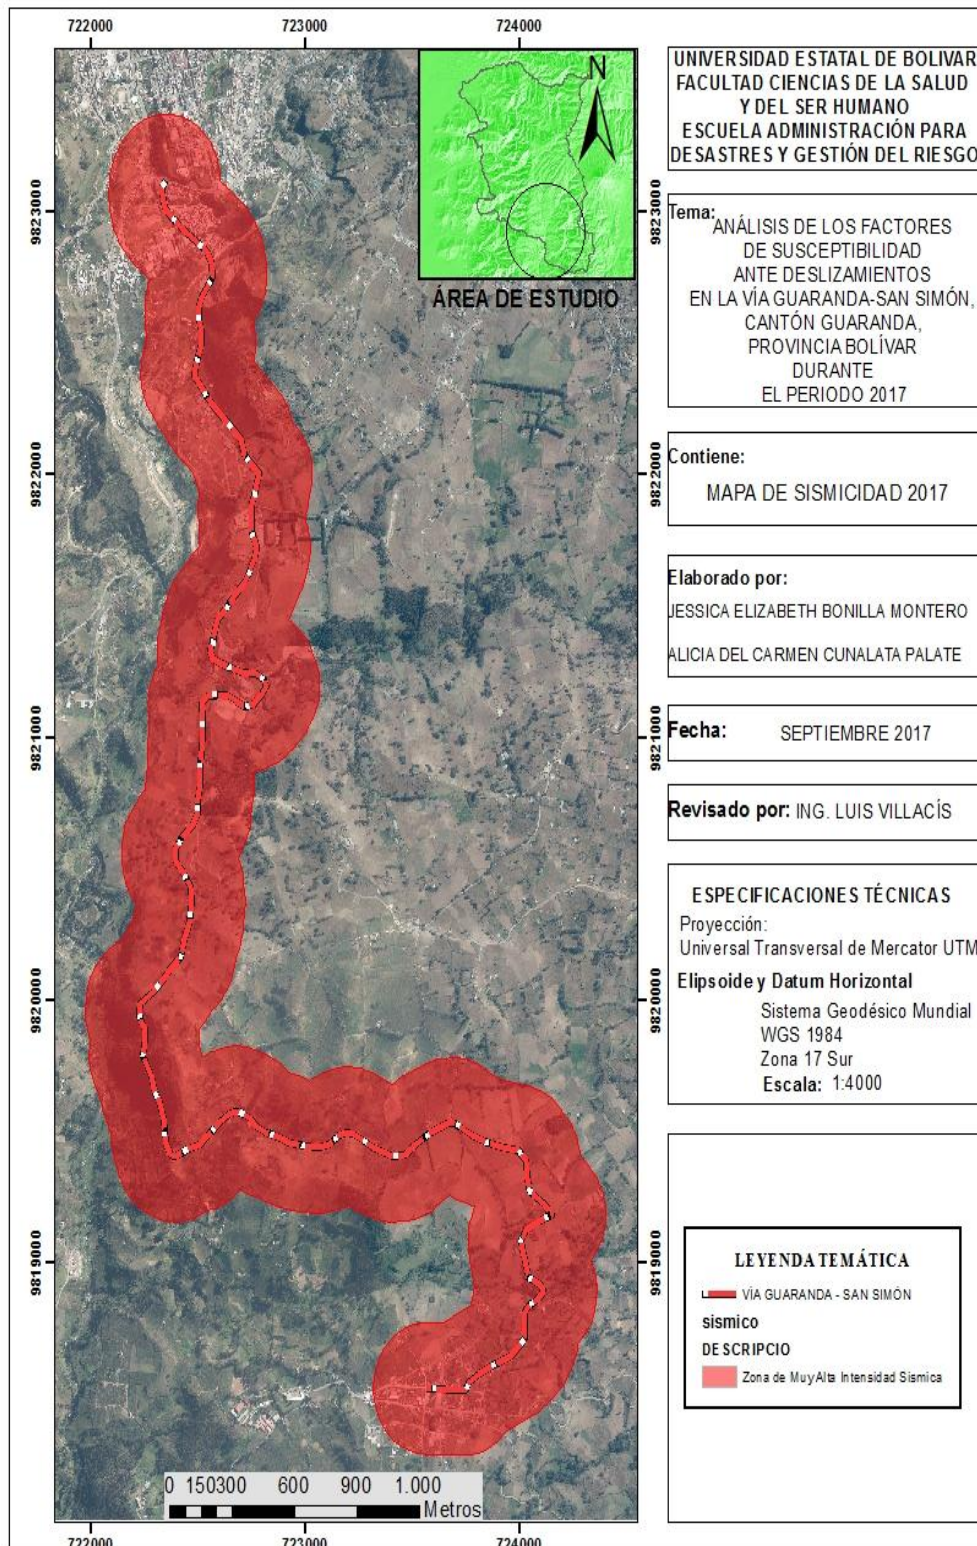 722000 723000 724000
9823000
9822000
9821000
9820000
9819000
N
ÁREA DE ESTUDIO
0 150 300 600 900 1.000
Metros
9823000
9822000
9821000
9820000
9819000
722000 723000 724000
UNIVERSIDAD ESTATAL DE BOLIVAR
FACULTAD CIENCIAS DE LA SALUD
Y DEL SER HUMANO
ESCUELA ADMINISTRACIÓN PARA
DESASTRES Y GESTIÓN DEL RIESGO
Tema:
ANÁLISIS DE LOS FACTORES
DE SUSCEPTIBILIDAD
ANTE DESLIZAMIENTOS
EN LA VÍA GUARANDA-SAN SIMÓN,
CANTÓN GUARANDA,
PROVINCIA BOLÍVAR
DURANTE
EL PERIODO 2017
Contiene:
MAPA DE SISMICIDAD 2017
Elaborado por:
JESSICA ELIZABETH BONILLA MONTERO
ALICIA DEL CARMEN CUNALATA PALATE
Fecha: SEPTIEMBRE 2017
Revisado por: ING. LUIS VILLACÍS
ESPECIFICACIONES TÉCNICAS
Proyección:
Universal Transversal de Mercator UTM
Elipsoide y Datum Horizontal
Sistema Geodésico Mundial
WGS 1984
Zona 17 Sur
Escala: 1:4000
LEYENDA TEMÁTICA
VÍA GUARANDA - SAN SIMÓN
sismico
DESCRIPCIO
Zona de Muy Alta Intensidad Sismica